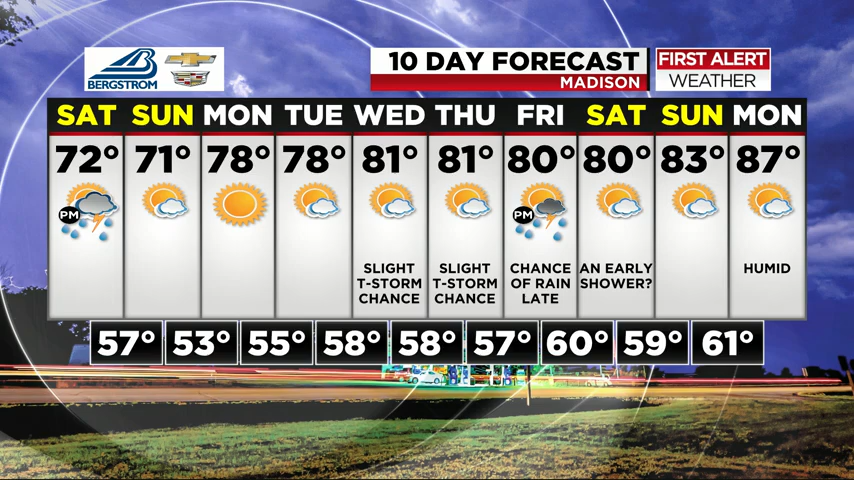 BERGSTROM
10 DAY FORECAST
MADISON
FIRST ALERT
WEATHER
SAT SUN MON TUE WED THU FRI SAT SUN MON
72° 71° 78° 78° 81° 81° 80° 80° 83° 87°
PM PM
SLIGHT T-STORM CHANCE
SLIGHT T-STORM CHANCE
CHANCE OF RAIN LATE
AN EARLY SHOWER?
HUMID
57° 53° 55° 58° 58° 57° 60° 59° 61°